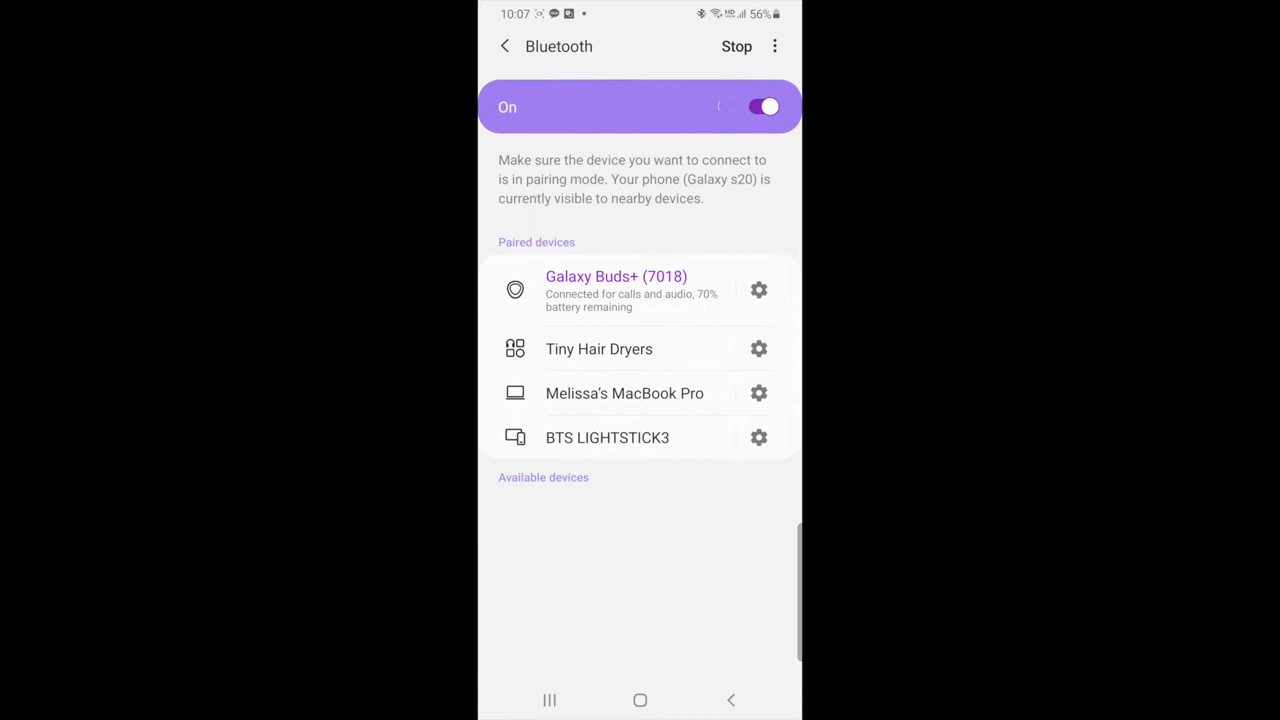 10:07 HD 56%
Bluetooth Stop
On
Make sure the device you want to connect to
is in pairing mode. Your phone (Galaxy s20) is
currently visible to nearby devices.
Paired devices
Galaxy Buds+ (7018)
Connected for calls and audio, 70%
battery remaining
Tiny Hair Dryers
Melissa's MacBook Pro
BTS LIGHTSTICK3
Available devices